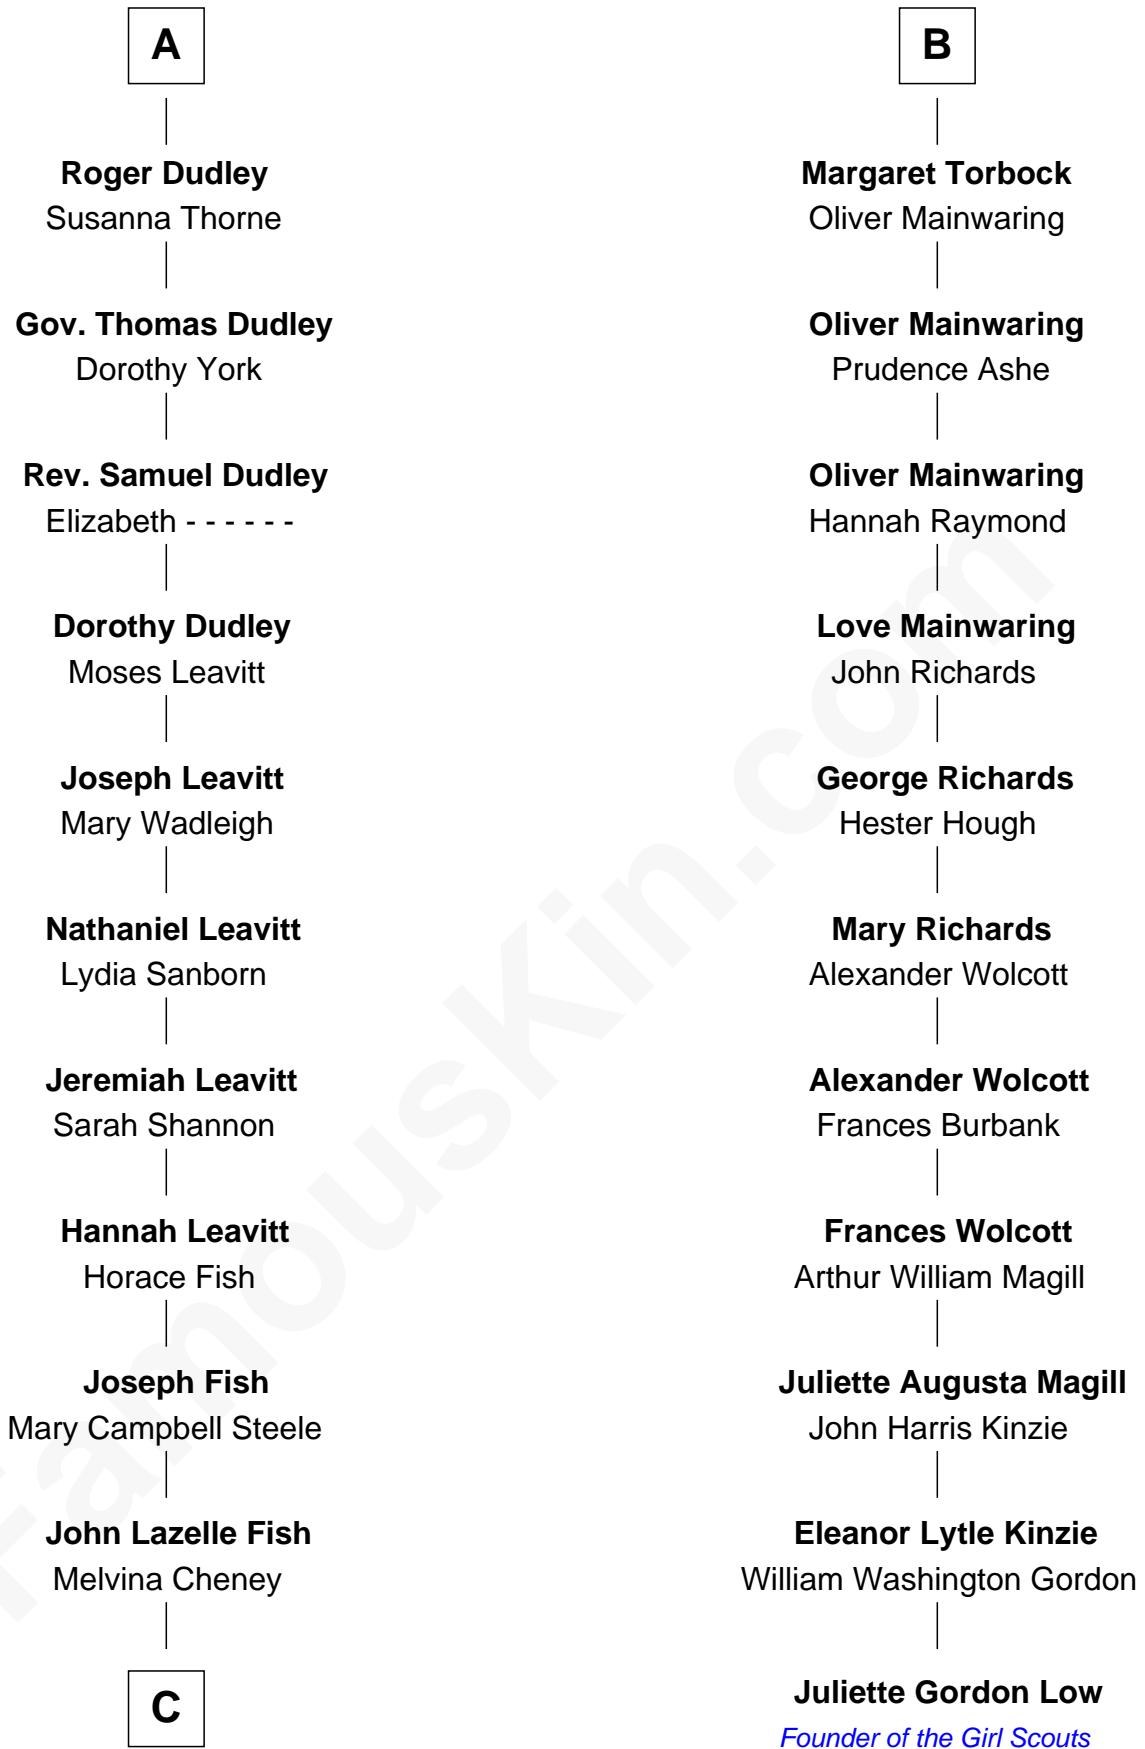 A
Roger Dudley
Susanna Thorne
Gov. Thomas Dudley
Dorothy York
Rev. Samuel Dudley
Elizabeth - - - - - -
Dorothy Dudley
Moses Leavitt
Joseph Leavitt
Mary Wadleigh
Nathaniel Leavitt
Lydia Sanborn
Jeremiah Leavitt
Sarah Shannon
Hannah Leavitt
Horace Fish
Joseph Fish
Mary Campbell Steele
John Lazelle Fish
Melvina Cheney
C
B
Margaret Torbock
Oliver Mainwaring
Oliver Mainwaring
Prudence Ashe
Oliver Mainwaring
Hannah Raymond
Love Mainwaring
John Richards
George Richards
Hester Hough
Mary Richards
Alexander Wolcott
Alexander Wolcott
Frances Burbank
Frances Wolcott
Arthur William Magill
Juliette Augusta Magill
John Harris Kinzie
Eleanor Lytle Kinzie
William Washington Gordon
Juliette Gordon Low
Founder of the Girl Scouts
FamousKin.com